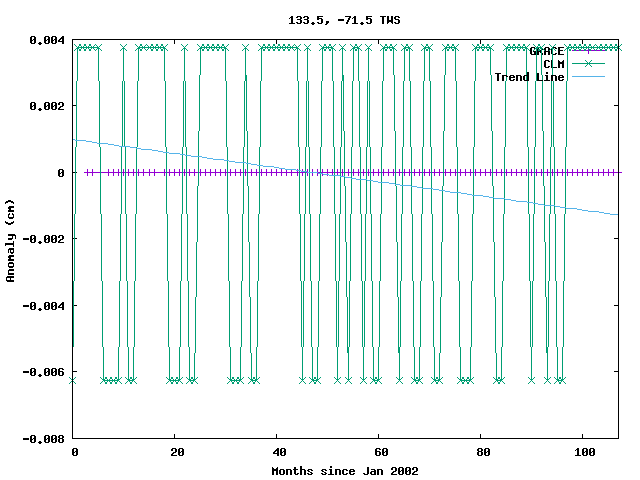 133.5, -71.5 TWS
0.004
0.002
0
-0.002
-0.004
-0.006
-0.008
Anomaly (cm)
GRACE
CLM
Trend Line
0 20 40 60 80 100
Months since Jan 2002